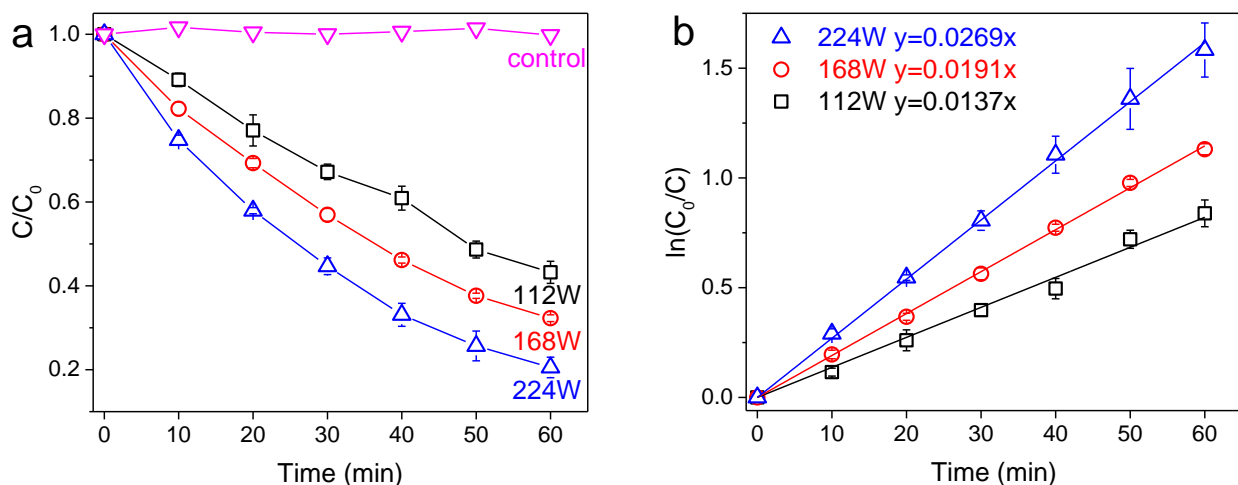 a
1.0
0.8
0.6
0.4
0.2
C/C0
control
112W
168W
224W
0 10 20 30 40 50 60
Time (min)
b
224W y=0.0269x
168W y=0.0191x
112W y=0.0137x
1.5
1.0
0.5
0.0
ln(C0/C)
0 10 20 30 40 50 60
Time (min)